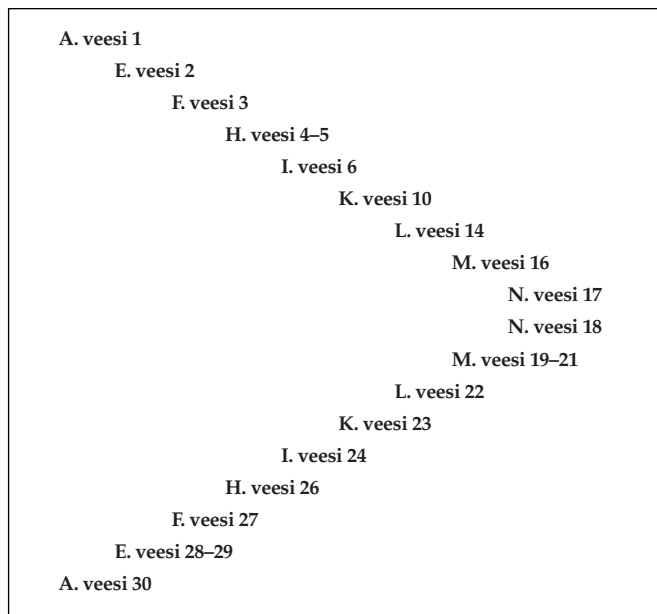 A. veesi 1
E. veesi 2
F. veesi 3
H. veesi 4–5
I. veesi 6
K. veesi 10
L. veesi 14
M. veesi 16
N. veesi 17
N. veesi 18
M. veesi 19–21
L. veesi 22
K. veesi 23
I. veesi 24
H. veesi 26
F. veesi 27
E. veesi 28–29
A. veesi 30